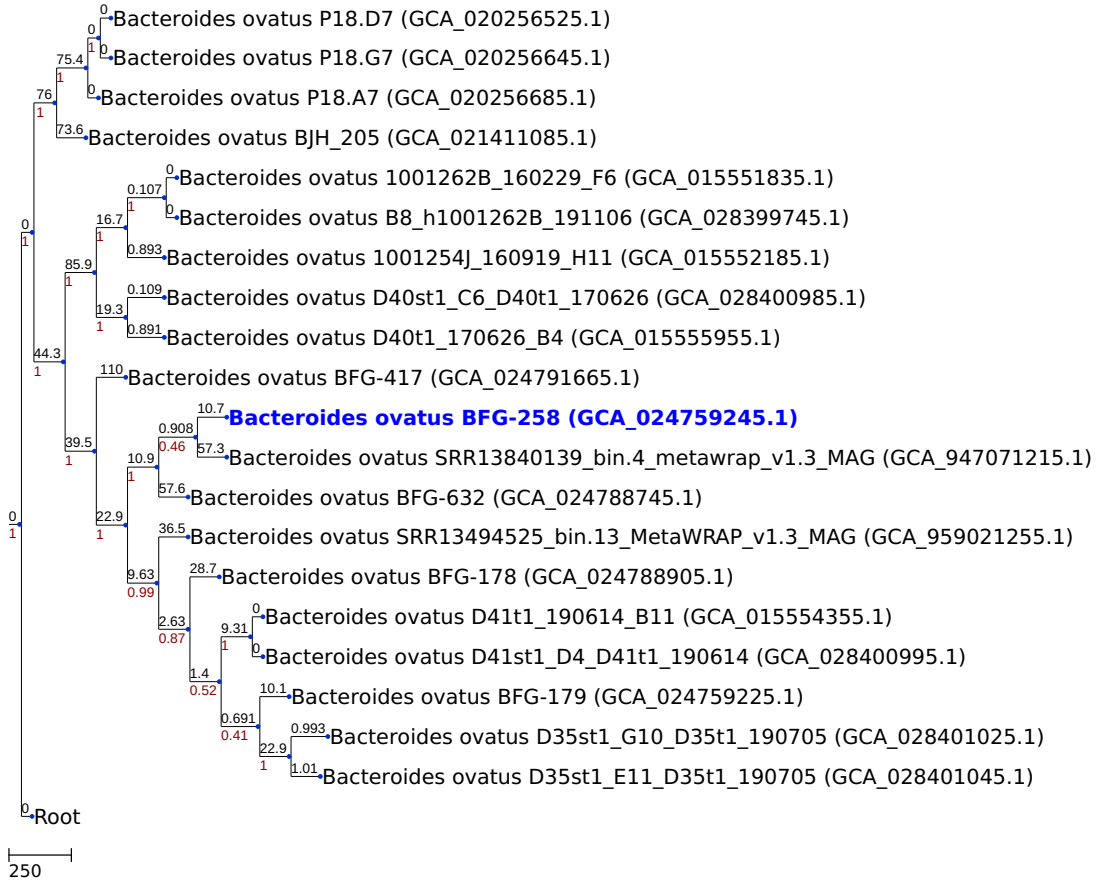 0
Bacteroides ovatus P18.D7 (GCA_020256525.1)
0
1
0
Bacteroides ovatus P18.G7 (GCA_020256645.1)
75.4
1
0
Bacteroides ovatus P18.A7 (GCA_020256685.1)
76
1
73.6
Bacteroides ovatus BJH_205 (GCA_021411085.1)
0
Bacteroides ovatus 1001262B_160229_F6 (GCA_015551835.1)
0.107
1
0
Bacteroides ovatus B8_h1001262B_191106 (GCA_028399745.1)
0
1
16.7
1
0.893
Bacteroides ovatus 1001254J_160919_H11 (GCA_015552185.1)
85.9
1
0.109
Bacteroides ovatus D40st1_C6_D40t1_170626 (GCA_028400985.1)
19.3
1
0.891
Bacteroides ovatus D40t1_170626_B4 (GCA_015555955.1)
44.3
1
110
Bacteroides ovatus BFG-417 (GCA_024791665.1)
10.7
Bacteroides ovatus BFG-258 (GCA_024759245.1)
0.908
0.46
39.5
1
57.3
Bacteroides ovatus SRR13840139_bin.4_metawrap_v1.3_MAG (GCA_947071215.1)
10.9
1
57.6
Bacteroides ovatus BFG-632 (GCA_024788745.1)
0
1
22.9
1
36.5
Bacteroides ovatus SRR13494525_bin.13_MetaWRAP_v1.3_MAG (GCA_959021255.1)
9.63
0.99
28.7
Bacteroides ovatus BFG-178 (GCA_024788905.1)
0
Bacteroides ovatus D41t1_190614_B11 (GCA_015554355.1)
2.63
0.87
9.31
1
0
Bacteroides ovatus D41st1_D4_D41t1_190614 (GCA_028400995.1)
1.4
0.52
10.1
Bacteroides ovatus BFG-179 (GCA_024759225.1)
0.691
0.41
0.993
Bacteroides ovatus D35st1_G10_D35t1_190705 (GCA_028401025.1)
22.9
1
1.01
Bacteroides ovatus D35st1_E11_D35t1_190705 (GCA_028401045.1)
0
Root
250